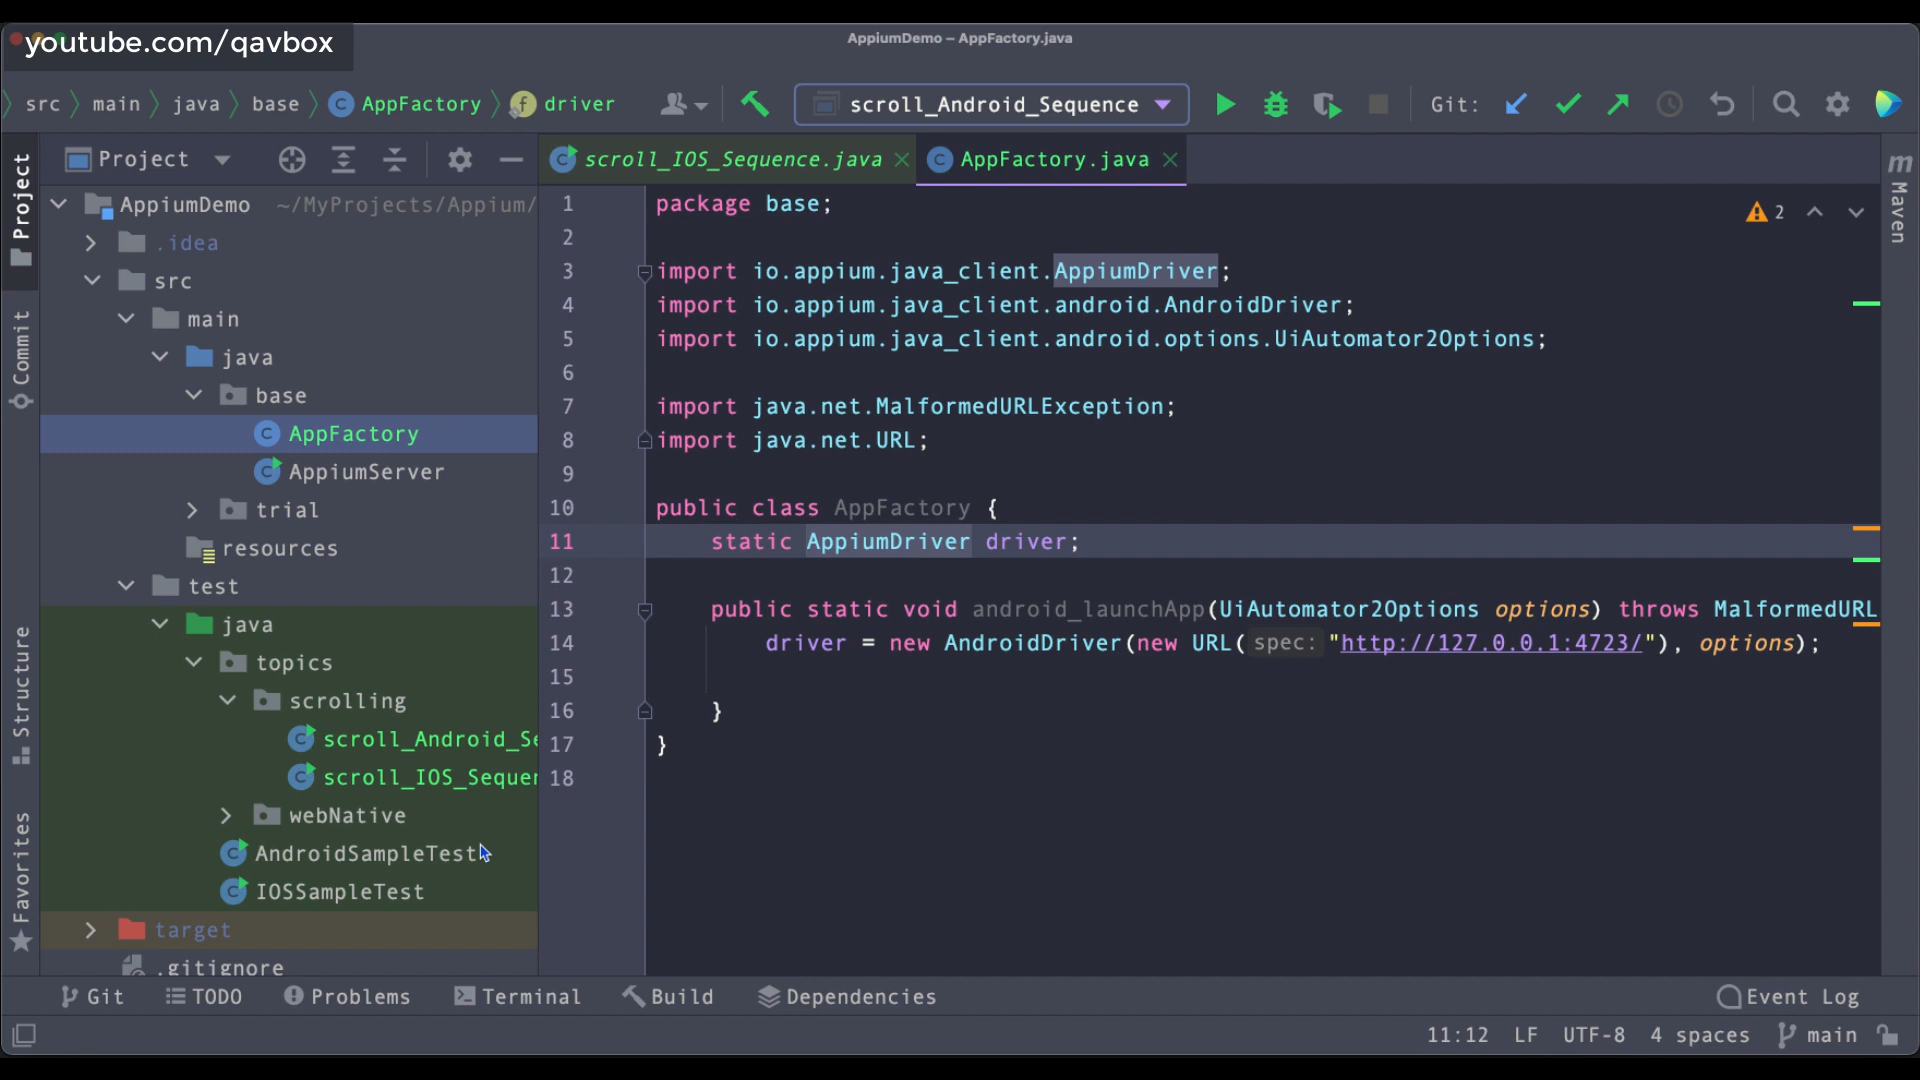 youtube.com/qavbox
AppiumDemo – AppFactory.java
src main java base AppFactory driver
scroll_Android_Sequence
Git:
Project
scroll_IOS_Sequence.java
AppFactory.java
Project
Commit
Structure
Favorites
AppiumDemo ~/MyProjects/Appium/
.idea
src
main
java
base
AppFactory
AppiumServer
trial
resources
test
java
topics
scrolling
scroll_Android_Se
scroll_IOS_Sequen
webNative
AndroidSampleTest
IOSSampleTest
target
.gitignore
1 package base;
2
3 import io.appium.java_client.AppiumDriver;
4 import io.appium.java_client.android.AndroidDriver;
5 import io.appium.java_client.android.options.UiAutomator2Options;
6
7 import java.net.MalformedURLException;
8 import java.net.URL;
9
10 public class AppFactory {
11 static AppiumDriver driver;
12
13 public static void android_launchApp(UiAutomator2Options options) throws MalformedURL
14 driver = new AndroidDriver(new URL( spec: "http://127.0.0.1:4723/"), options);
15
16 }
17 }
18
2
Maven
Git TODO Problems Terminal Build Dependencies Event Log
11:12 LF UTF-8 4 spaces main